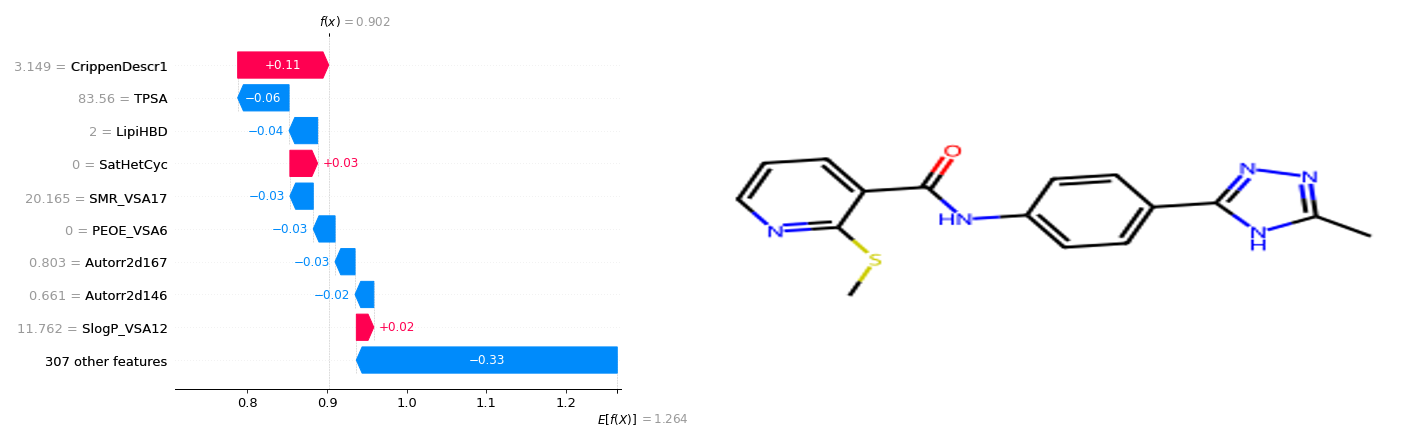 f(x) = 0.902
3.149 = CrippenDescr1
+0.11
83.56 = TPSA
−0.06
2 = LipiHBD
−0.04
0 = SatHetCyc
+0.03
20.165 = SMR_VSA17
−0.03
0 = PEOE_VSA6
−0.03
0.803 = Autorr2d167
−0.03
0.661 = Autorr2d146
−0.02
11.762 = SlogP_VSA12
+0.02
307 other features
−0.33
0.8 0.9 1.0 1.1 1.2
E[f(X)] = 1.264
O
N N
HN
N
N
H
S